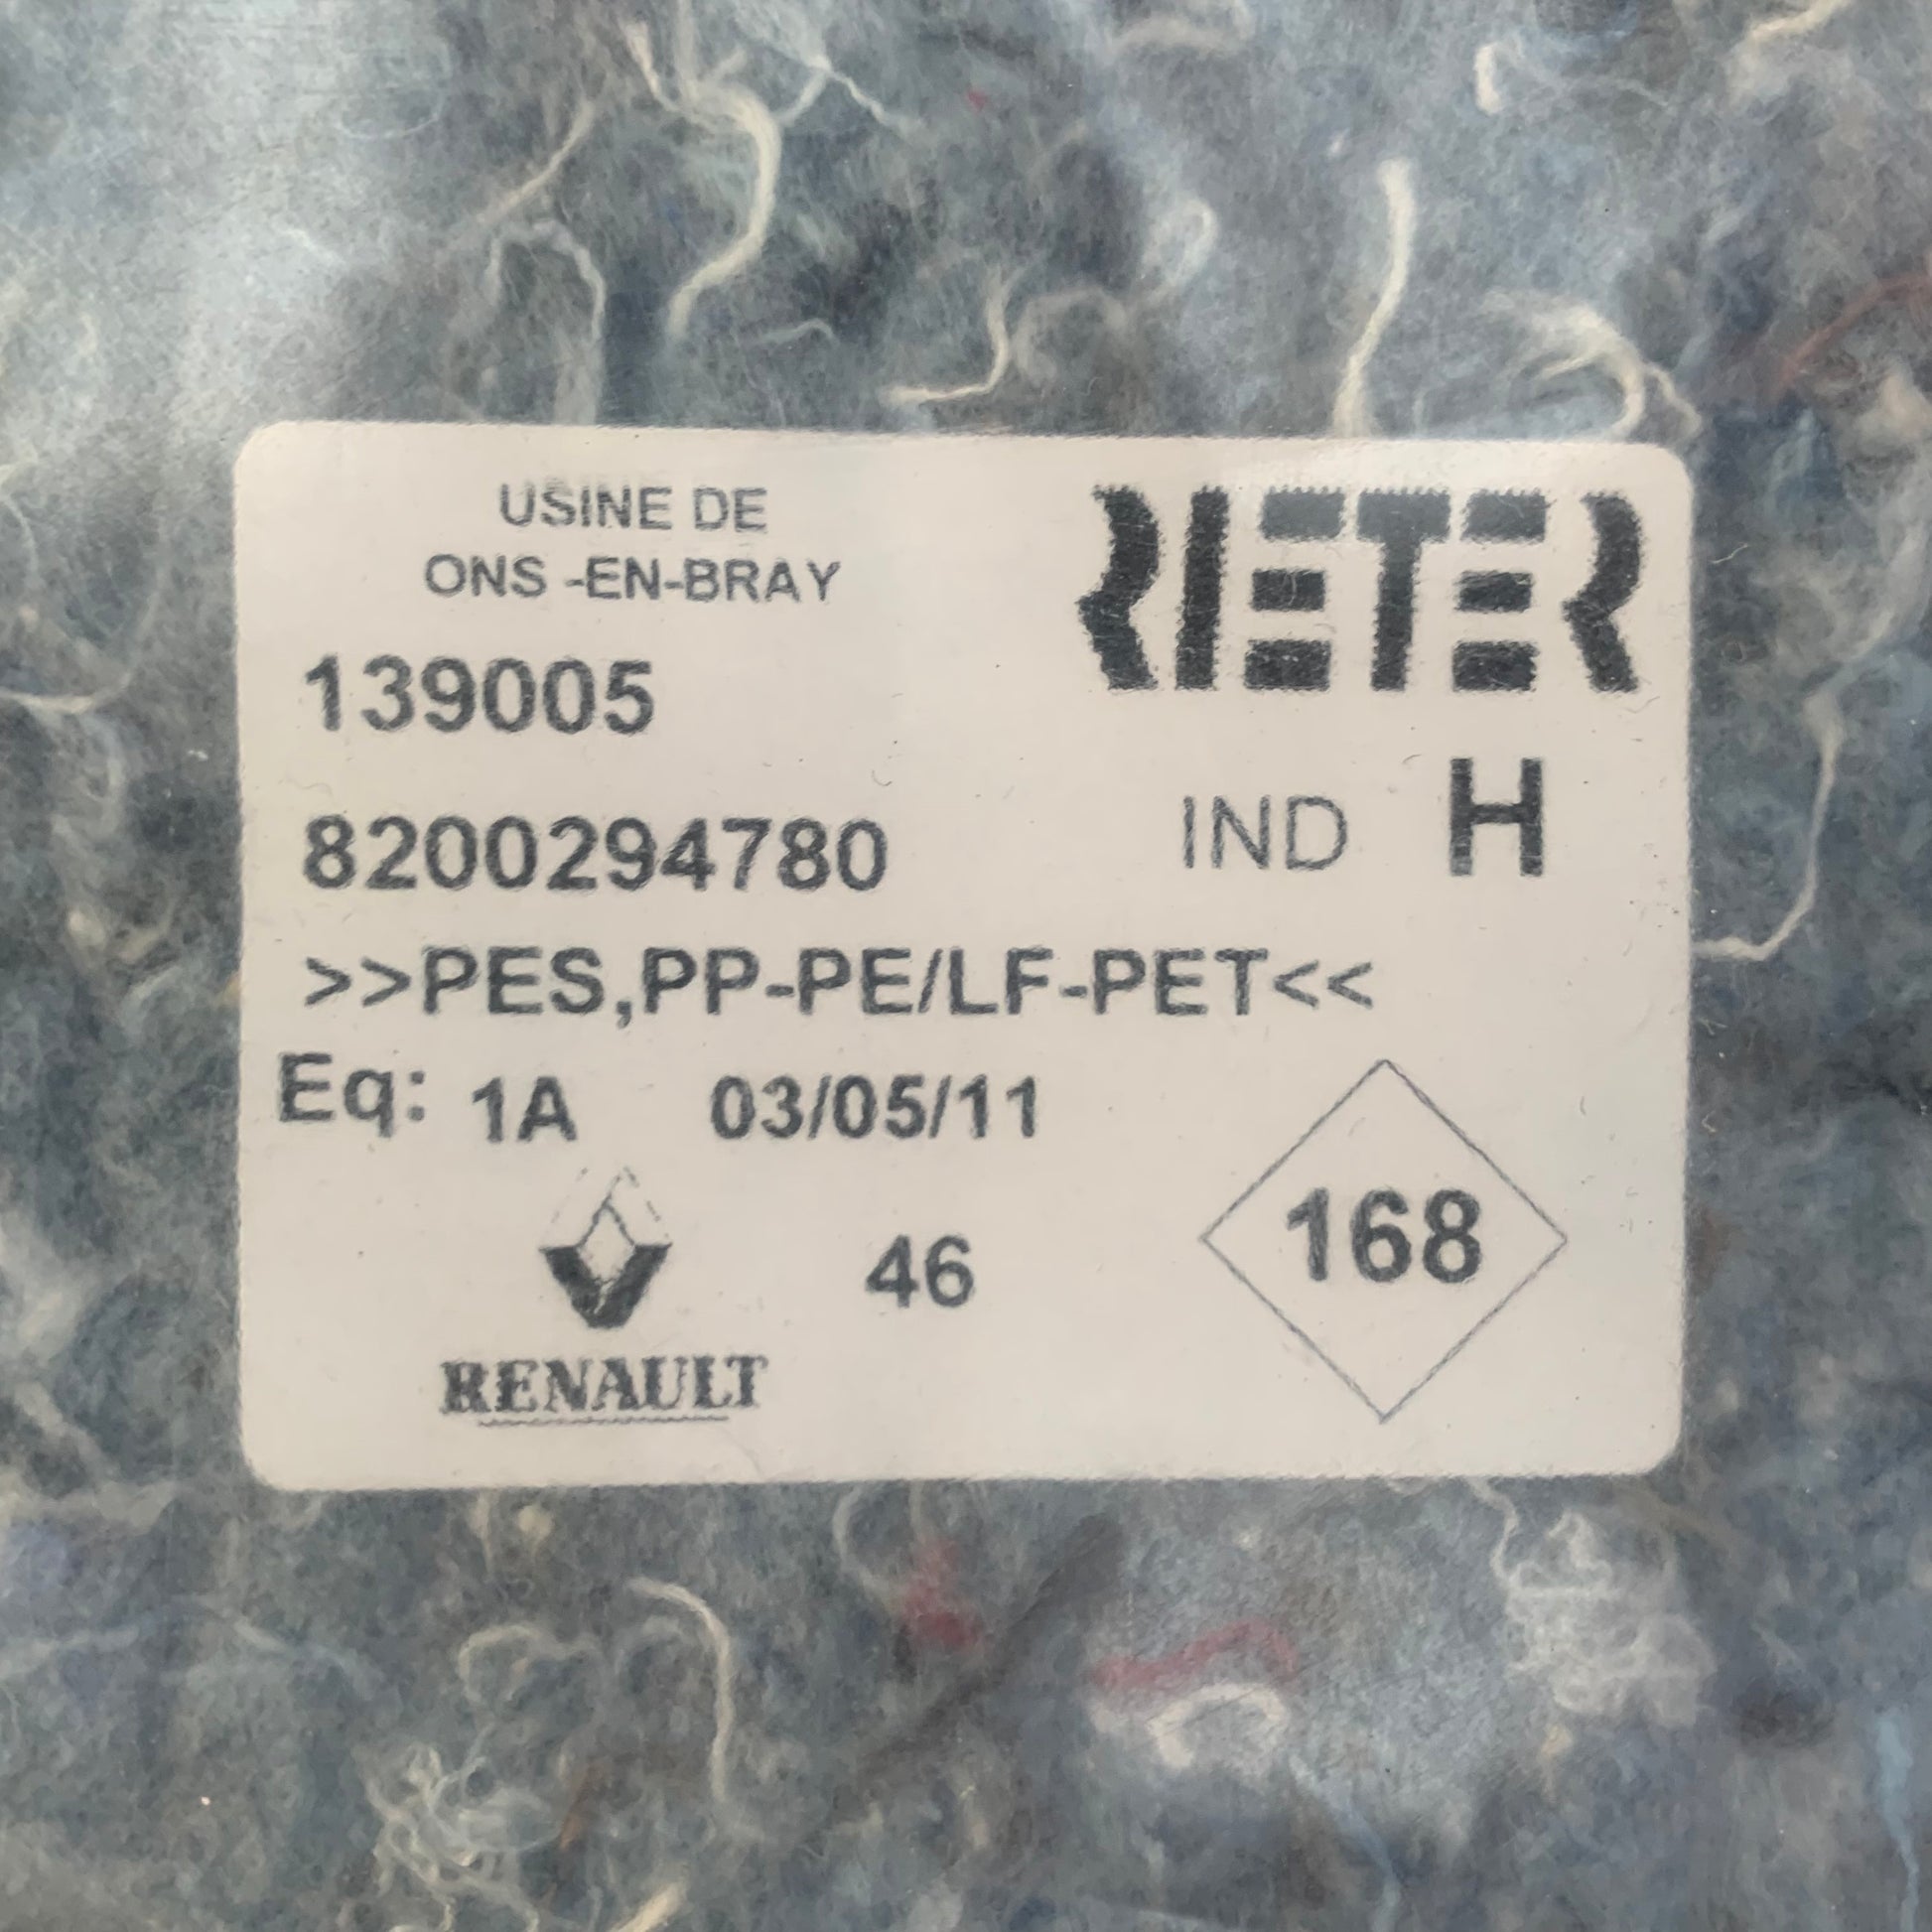 USINE DE
ONS -EN-BRAY
RIETER
139005
8200294780
IND H
>>PES,PP-PE/LF-PET<<
Eq: 1A 03/05/11
46
168
RENAULT